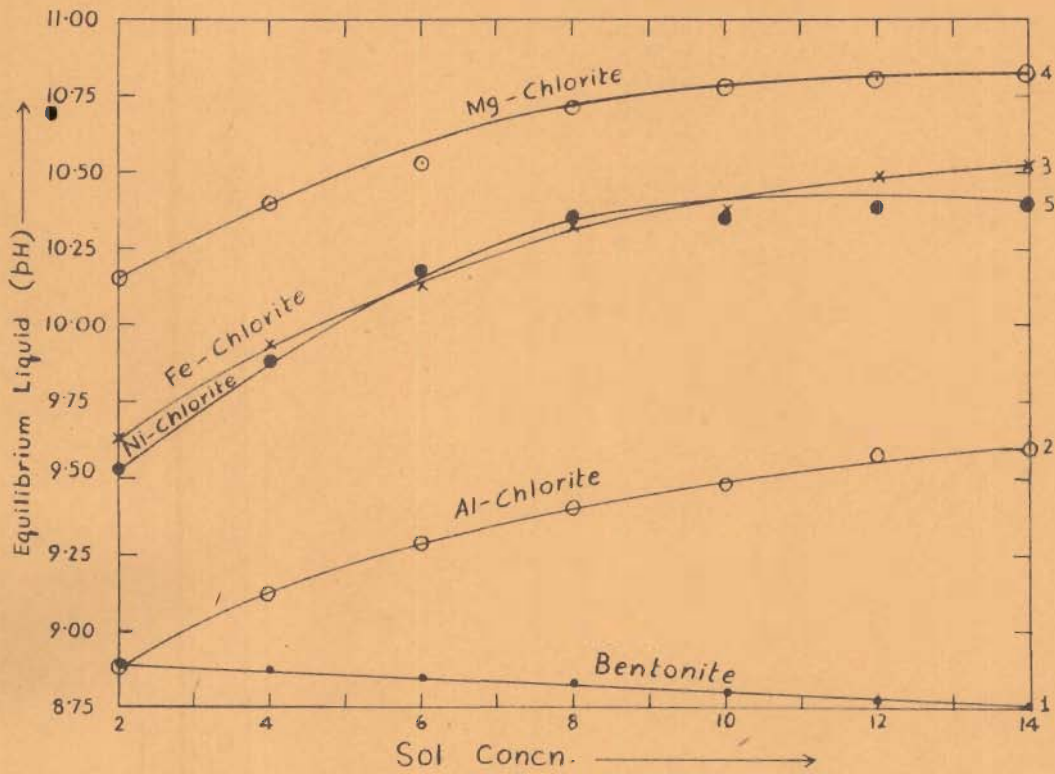 11·00
10·75
10·50
10·25
10·00
9·75
9·50
9·25
9·00
8·75
Equilibrium Liquid (pH)
Mg-Chlorite
4
3
5
Fe-Chlorite
Ni-Chlorite
Al-Chlorite
2
Bentonite
1
1
2 4 6 8 10 12 14
Sol Concn.